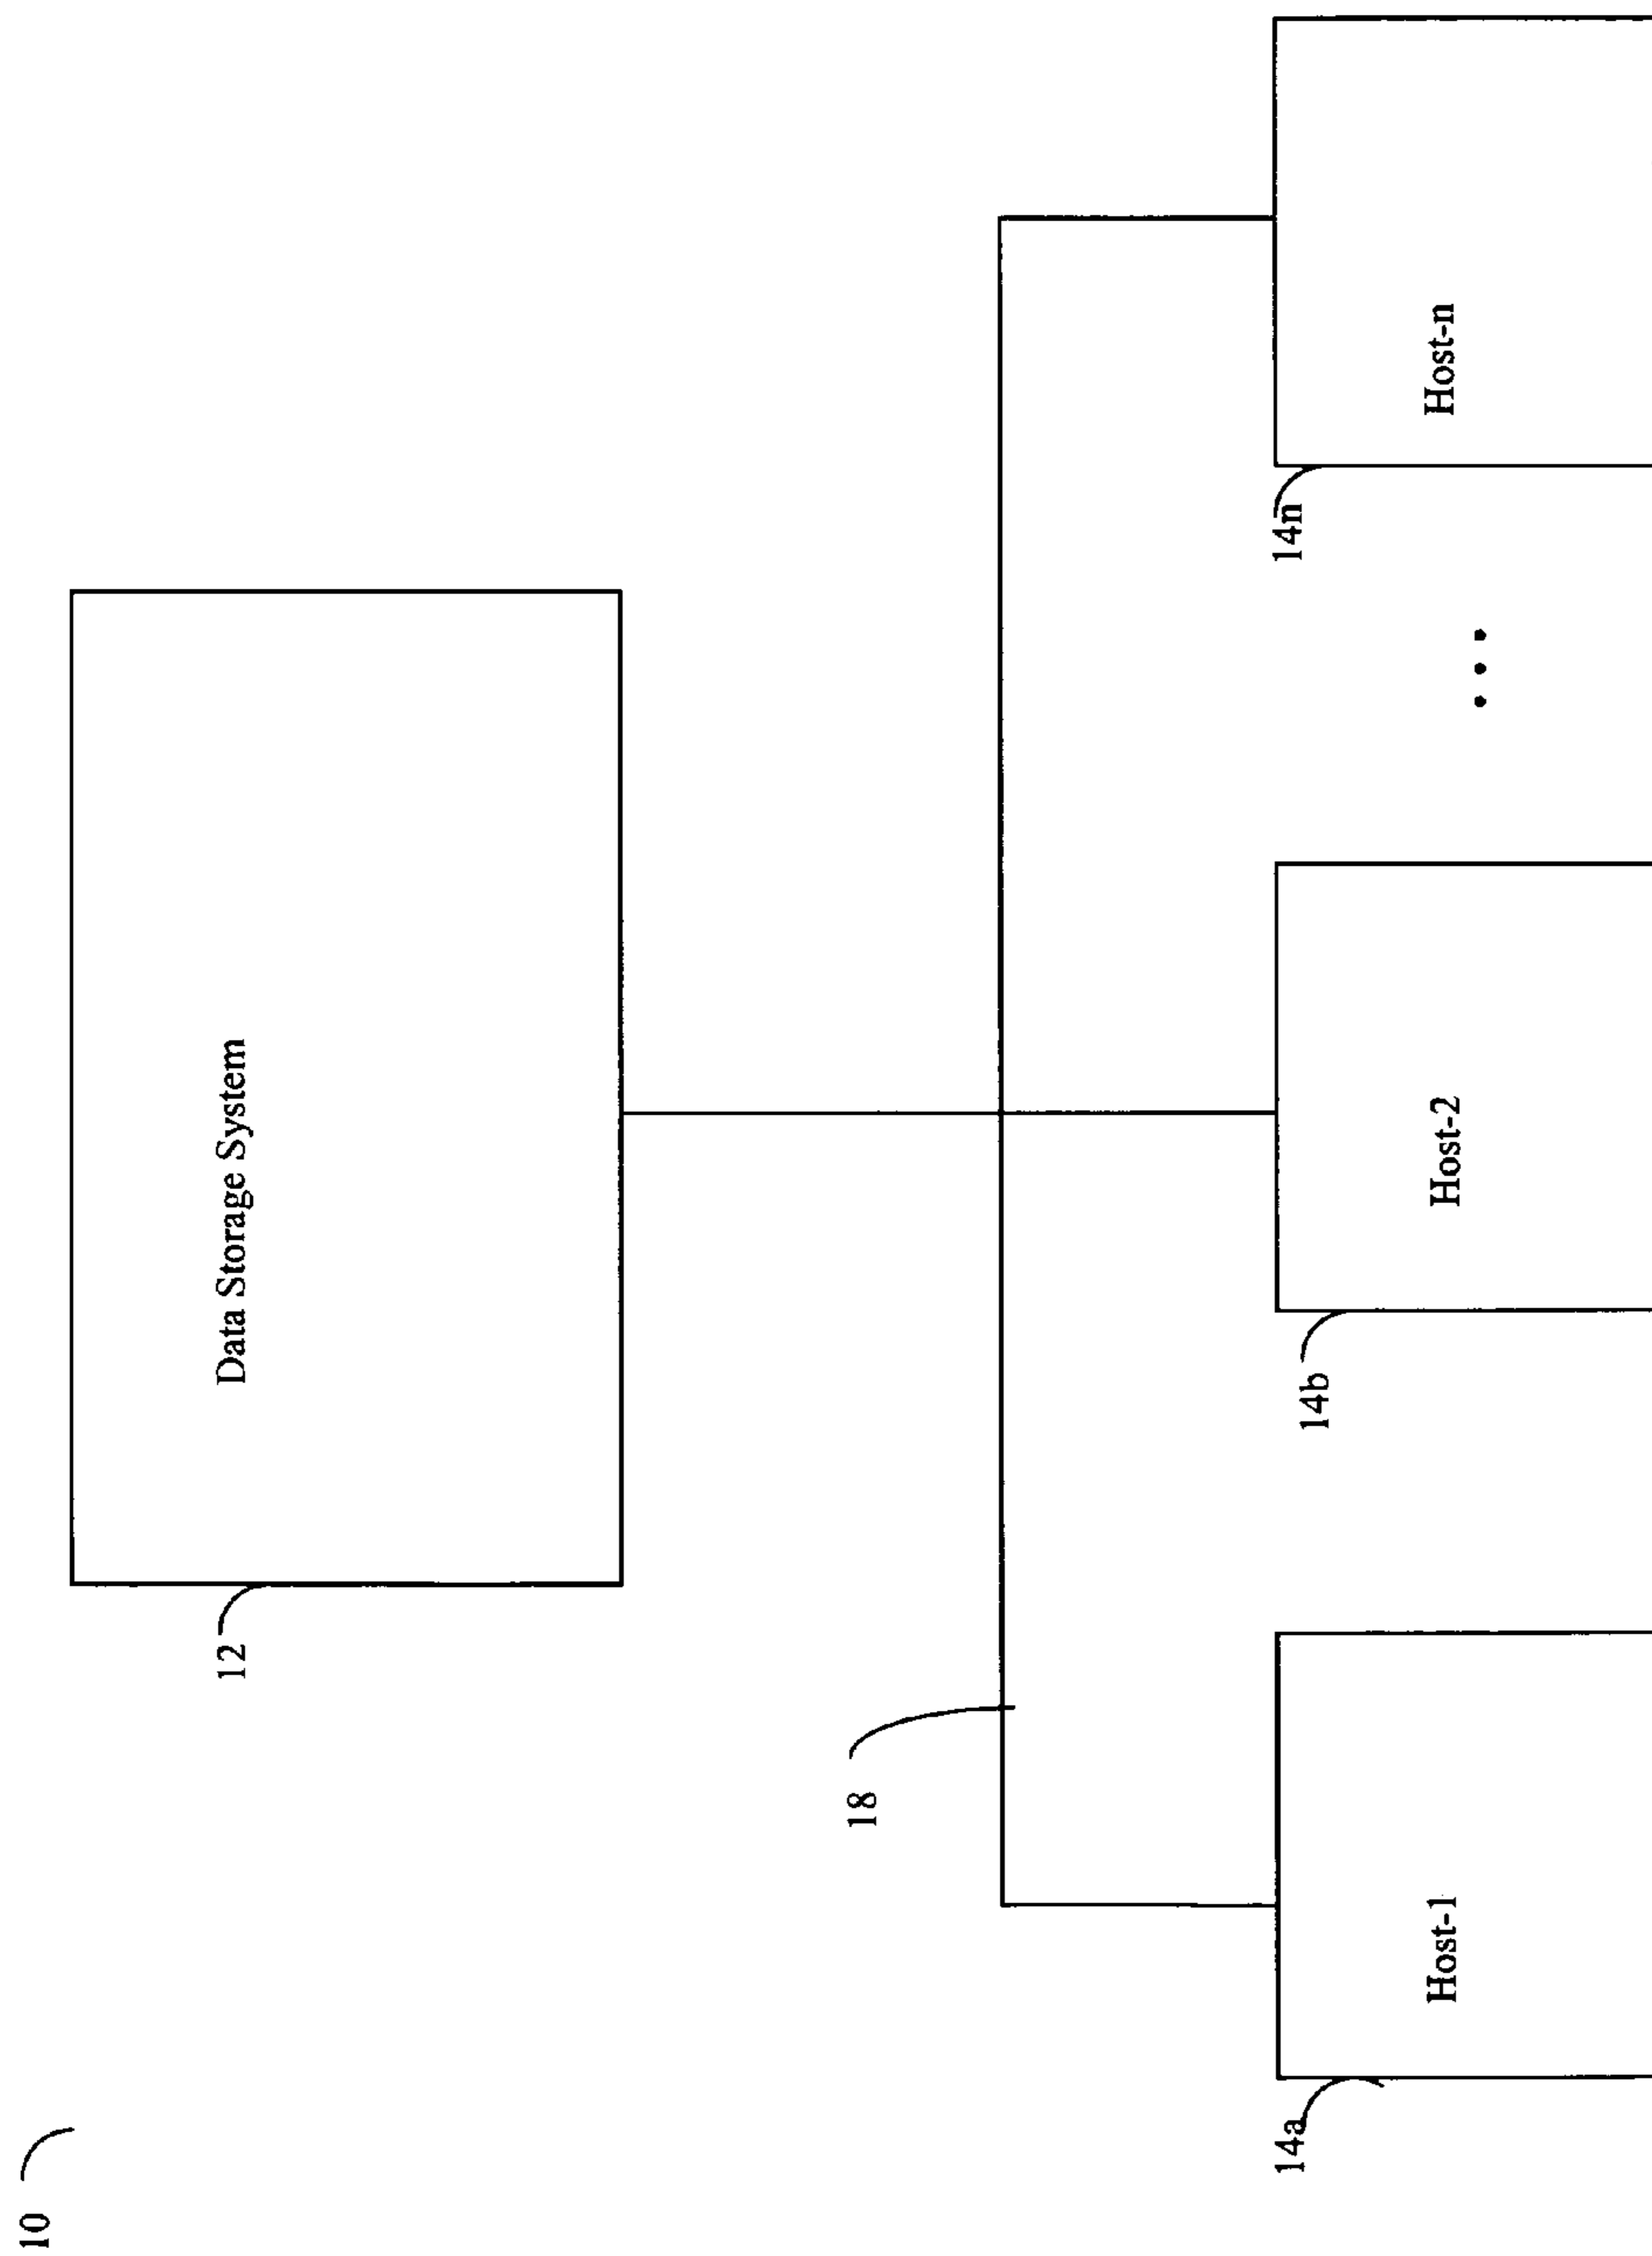 10
12
Data Storage System
18
14a
Host-1
14b
Host-2
14n
Host-n